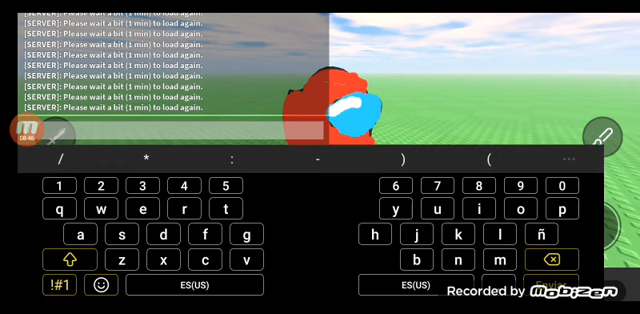 [SERVER]: Please wait a bit (1 min) to load again.
[SERVER]: Please wait a bit (1 min) to load again.
[SERVER]: Please wait a bit (1 min) to load again.
[SERVER]: Please wait a bit (1 min) to load again.
[SERVER]: Please wait a bit (1 min) to load again.
[SERVER]: Please wait a bit (1 min) to load again.
[SERVER]: Please wait a bit (1 min) to load again.
[SERVER]: Please wait a bit (1 min) to load again.
[SERVER]: Please wait a bit (1 min) to load again.
[SERVER]: Please wait a bit (1 min) to load again.
08:46
/ * : - ) ( ...
1 2 3 4 5 6 7 8 9 0
q w e r t y u i o p
a s d f g h j k l ñ
z x c v b n m
!#1 ES(US) ES(US) Enviar
Recorded by MOBIZEN